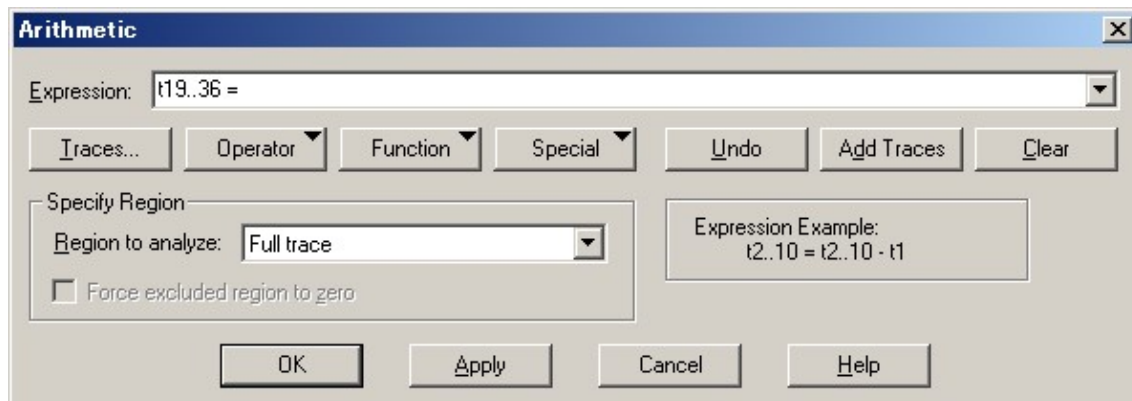 Arithmetic
Expression: t19..36 =
Traces... Operator Function Special Undo Add Traces Clear
Specify Region
Region to analyze: Full trace
Force excluded region to zero
Expression Example:
t2..10 = t2..10 - t1
OK Apply Cancel Help